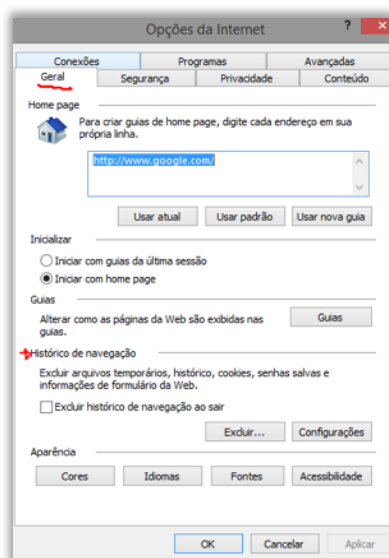 Opções da Internet
?
Conexões Programas Avançadas
Geral Segurança Privacidade Conteúdo
Home page
Para criar guias de home page, digite cada endereço em sua
própria linha.
http://www.google.com/
Usar atual Usar padrão Usar nova guia
Inicializar
Iniciar com guias da última sessão
Iniciar com home page
Guias
Alterar como as páginas da Web são exibidas nas
guias.
Guias
Histórico de navegação
Excluir arquivos temporários, histórico, cookies, senhas salvas e
informações de formulário da Web.
Excluir histórico de navegação ao sair
Excluir... Configurações
Aparência
Cores Idiomas Fontes Acessibilidade
OK Cancelar Aplicar